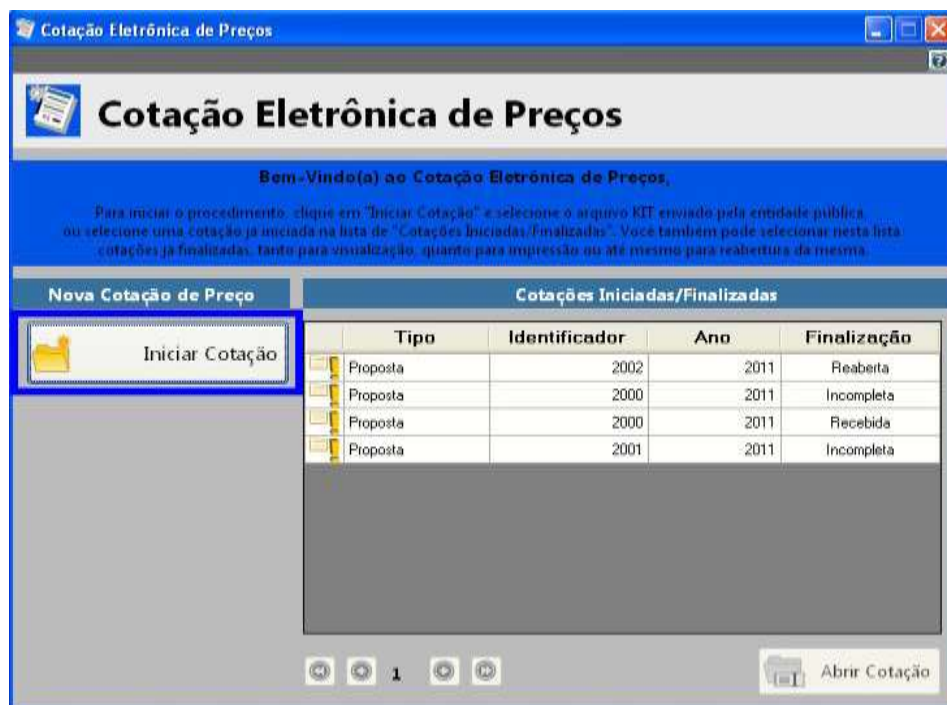 Cotação Eletrônica de Preços
Cotação Eletrônica de Preços
Bem-Vindo(a) ao Cotação Eletrônica de Preços,
Para iniciar o procedimento, clique em "Iniciar Cotação" e selecione o arquivo KIT enviado pela entidade pública,
ou selecione uma cotação já iniciada na lista de "Cotações Iniciadas/Finalizadas". Você também pode selecionar nesta lista
cotações já finalizadas, tanto para visualização, quanto para impressão ou até mesmo para reabertura da mesma.
Nova Cotação de Preço
Cotações Iniciadas/Finalizadas
Iniciar Cotação
Tipo Identificador Ano Finalização
Proposta 2002 2011 Reaberta
Proposta 2000 2011 Incompleta
Proposta 2000 2011 Recebida
Proposta 2001 2011 Incompleta
1
Abrir Cotação